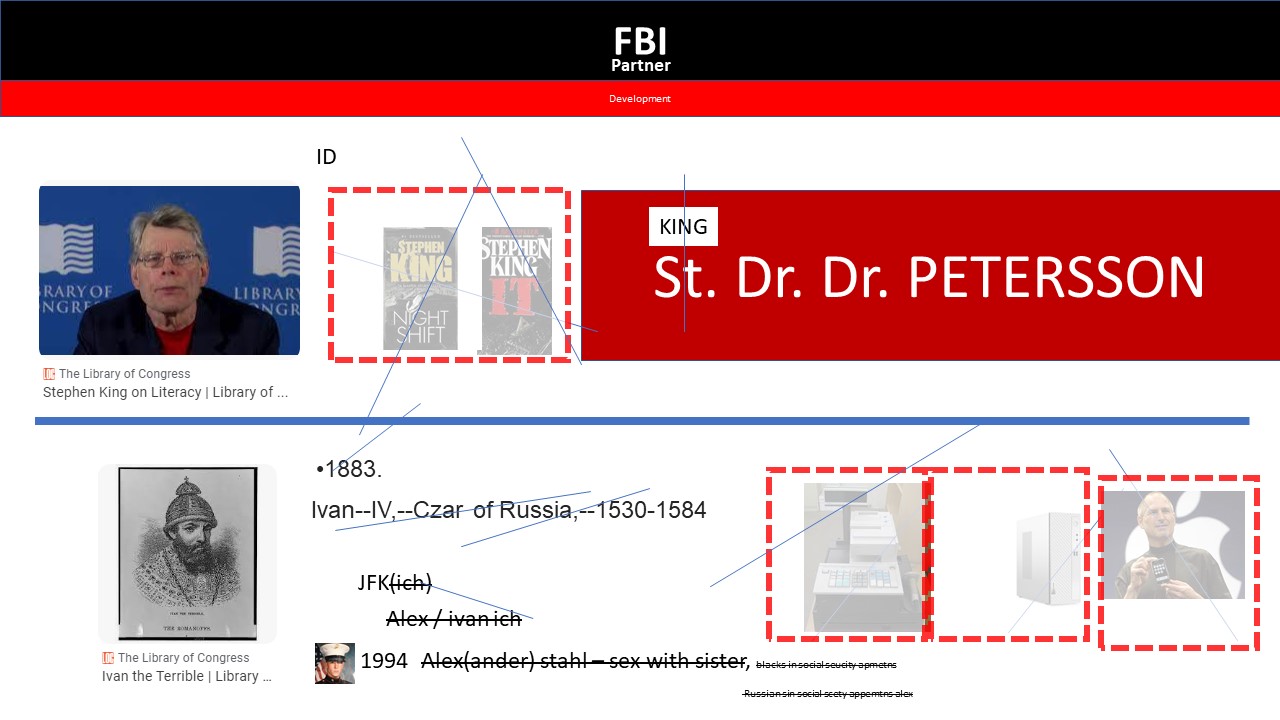 FBI
Partner
Development
ID
KING
St. Dr. Dr. PETERSSON
STEPHEN
KING
NIGHT
SHIFT
STEPHEN
KING
IT
RARY OF
NGRE
LIBRARY
CONGR
The Library of Congress
Stephen King on Literacy | Library of ...
•1883.
Ivan--IV,--Czar of Russia,--1530-1584
JFK(ich)
Alex / ivan ich
IVAN THE TERRIBLE.
THE ROMANOFFS.
The Library of Congress
Ivan the Terrible | Library ...
1994 Alex(ander) stahl – sex with sister, blacks in social seucity apmetns
Russian sin social scety appemtns alex